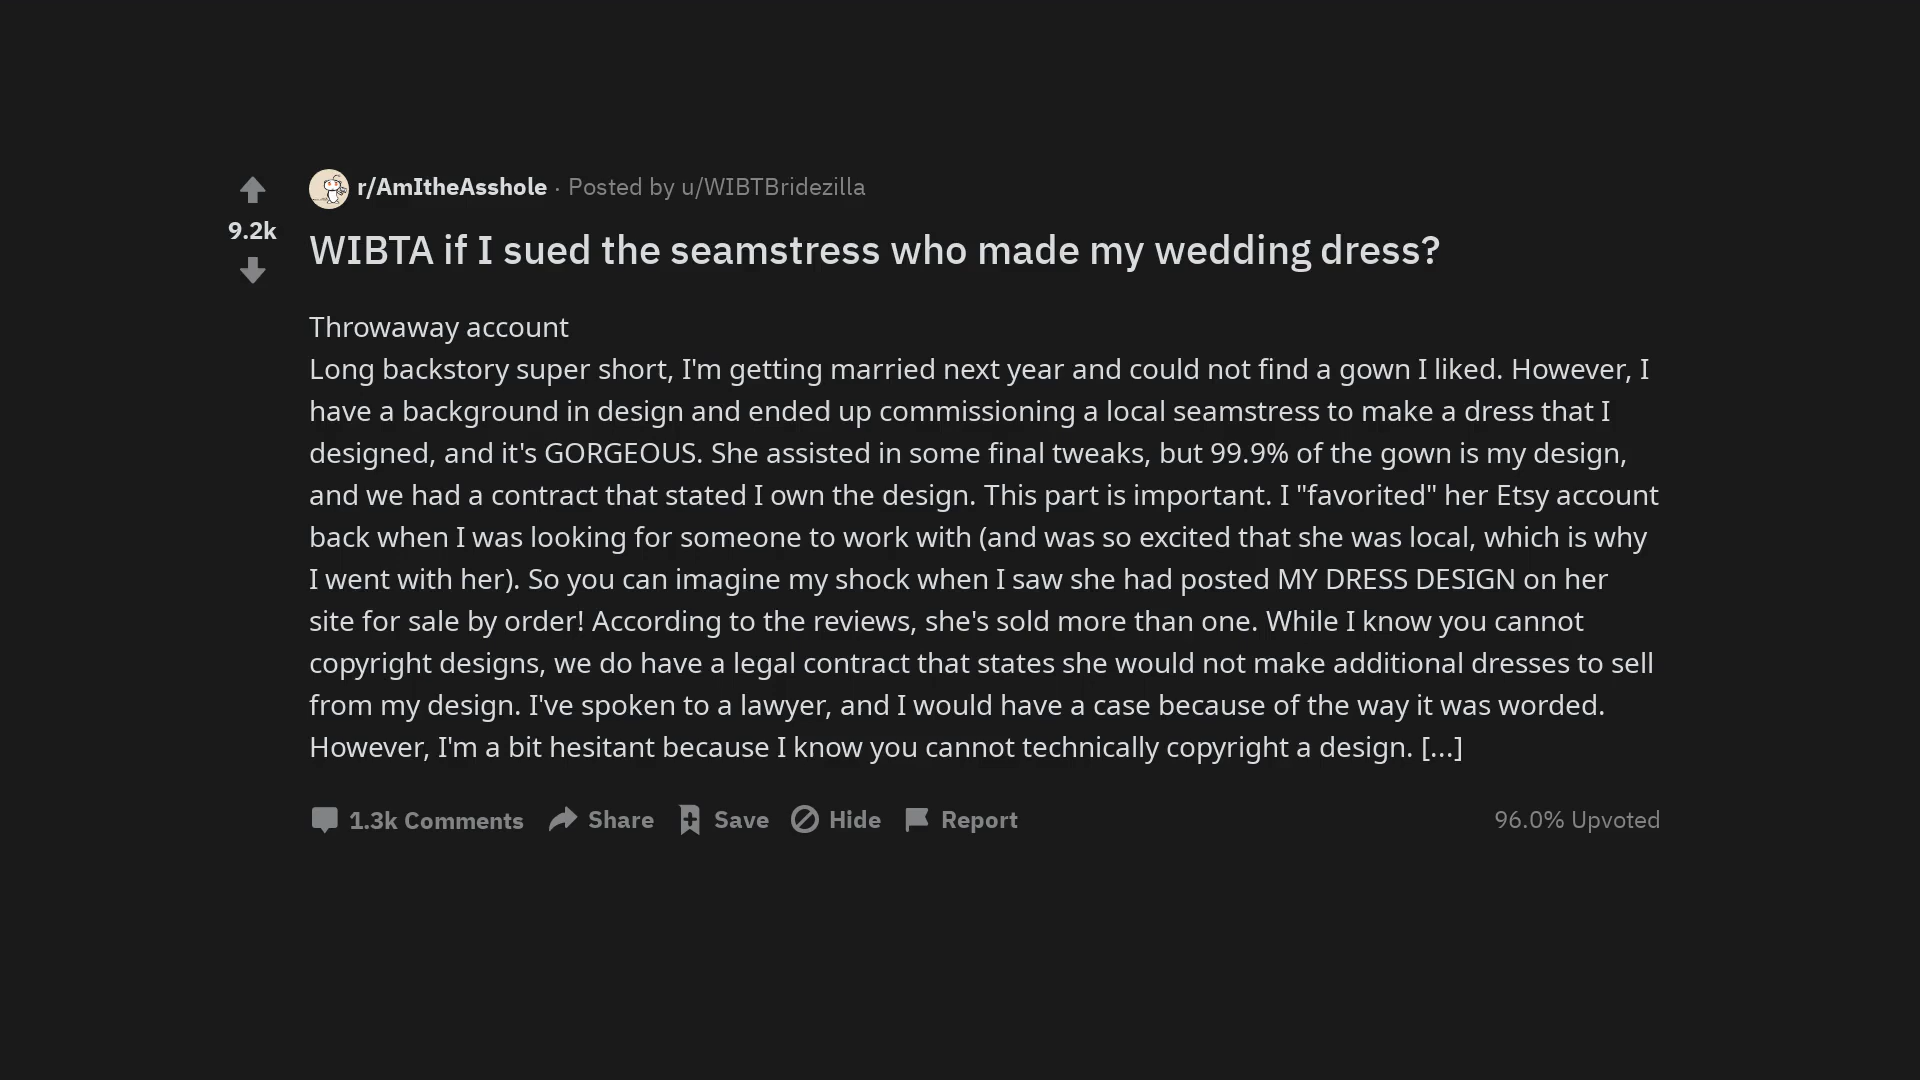 r/AmItheAsshole · Posted by u/WIBTBridezilla
9.2k
WIBTA if I sued the seamstress who made my wedding dress?
Throwaway account
Long backstory super short, I'm getting married next year and could not find a gown I liked. However, I
have a background in design and ended up commissioning a local seamstress to make a dress that I
designed, and it's GORGEOUS. She assisted in some final tweaks, but 99.9% of the gown is my design,
and we had a contract that stated I own the design. This part is important. I "favorited" her Etsy account
back when I was looking for someone to work with (and was so excited that she was local, which is why
I went with her). So you can imagine my shock when I saw she had posted MY DRESS DESIGN on her
site for sale by order! According to the reviews, she's sold more than one. While I know you cannot
copyright designs, we do have a legal contract that states she would not make additional dresses to sell
from my design. I've spoken to a lawyer, and I would have a case because of the way it was worded.
However, I'm a bit hesitant because I know you cannot technically copyright a design. [...]
1.3k Comments Share Save Hide Report 96.0% Upvoted